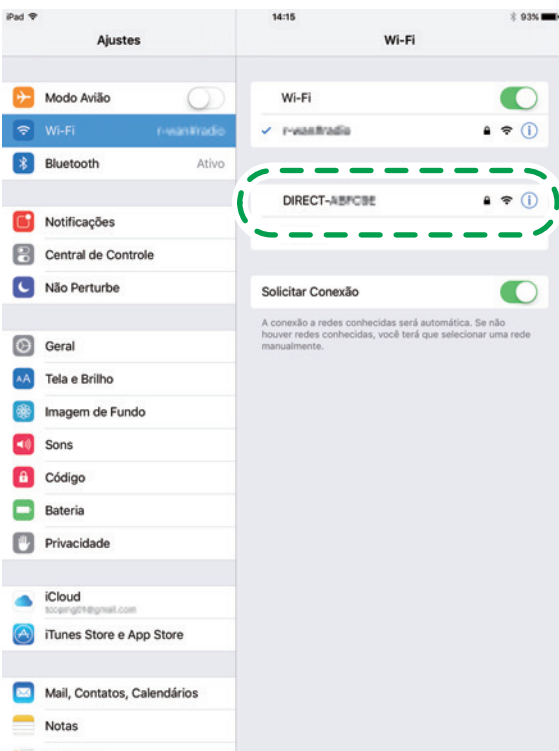 iPad 14:15 93%
Ajustes
Modo Avião
Wi-Fi
Bluetooth Ativo
Notificações
Central de Controle
Não Perturbe
Geral
AA Tela e Brilho
Imagem de Fundo
Sons
Código
Bateria
Privacidade
iCloud
iTunes Store e App Store
Mail, Contatos, Calendários
Notas
Wi-Fi
Wi-Fi
DIRECT-
Solicitar Conexão
A conexão a redes conhecidas será automática. Se não
houver redes conhecidas, você terá que selecionar uma rede
manualmente.